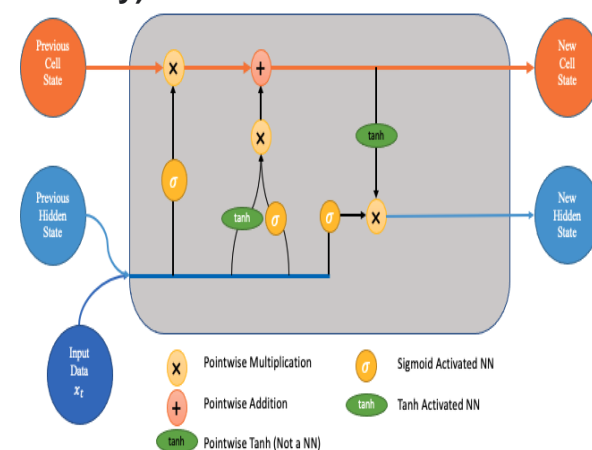 Previous
Cell
State
×
+
New
Cell
State
×
tanh
σ
Previous
Hidden
State
tanh
σ
σ
×
New
Hidden
State
Input
Data
xₜ
× Pointwise Multiplication
σ Sigmoid Activated NN
+ Pointwise Addition
tanh Tanh Activated NN
tanh Pointwise Tanh (Not a NN)